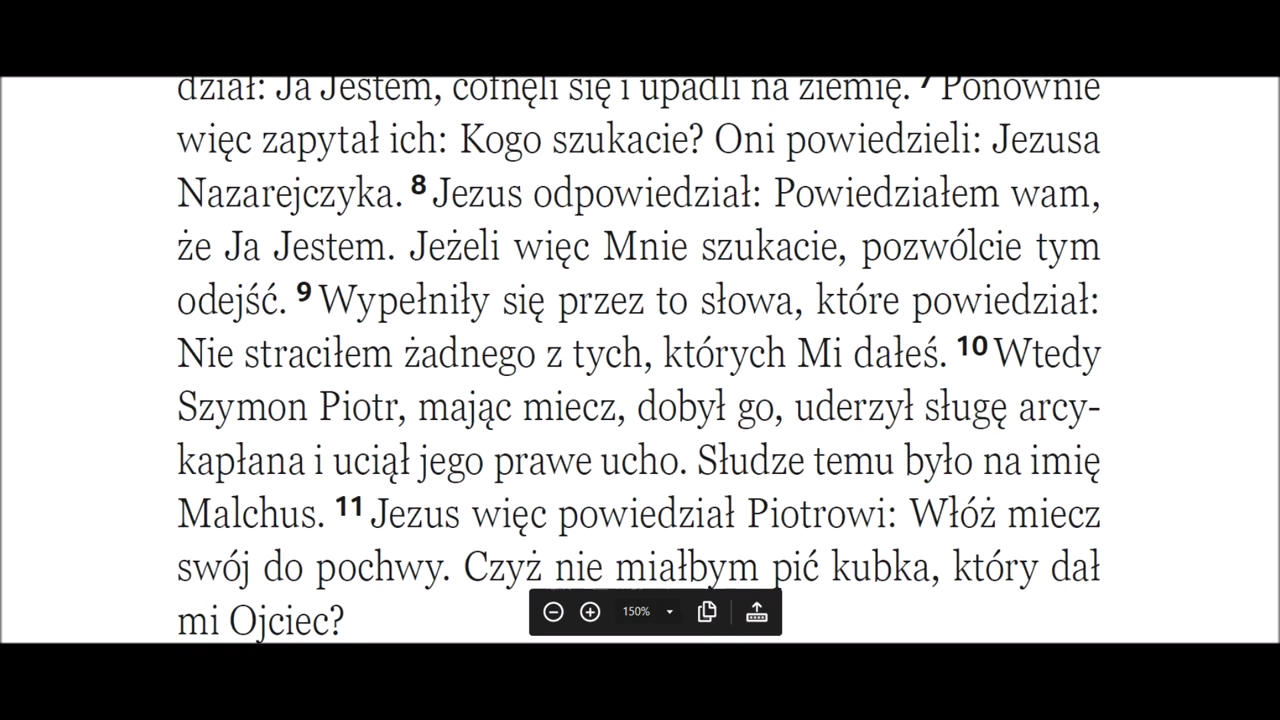 dział: Ja Jestem, cofnęli się i upadli na ziemię. 7 Ponownie
więc zapytał ich: Kogo szukacie? Oni powiedzieli: Jezusa
Nazarejczyka. 8 Jezus odpowiedział: Powiedziałem wam,
że Ja Jestem. Jeżeli więc Mnie szukacie, pozwólcie tym
odejść. 9 Wypełniły się przez to słowa, które powiedział:
Nie straciłem żadnego z tych, których Mi dałeś. 10 Wtedy
Szymon Piotr, mając miecz, dobył go, uderzył sługę arcy-
kapłana i uciął jego prawe ucho. Słudze temu było na imię
Malchus. 11 Jezus więc powiedział Piotrowi: Włóż miecz
swój do pochwy. Czyż nie miałbym pić kubka, który dał
mi Ojciec?
150%